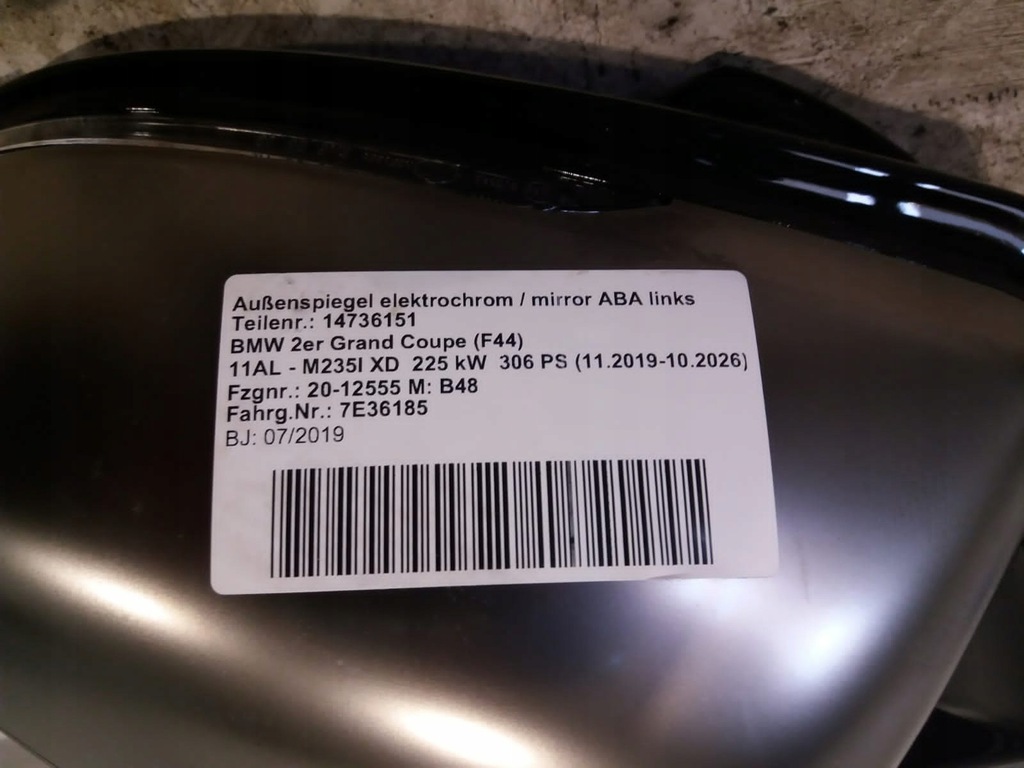 Außenspiegel elektrochrom / mirror ABA links
Teilenr.: 14736151
BMW 2er Grand Coupe (F44)
11AL - M235I XD 225 kW 306 PS (11.2019-10.2026)
Fzgnr.: 20-12555 M: B48
Fahrg.Nr.: 7E36185
BJ: 07/2019